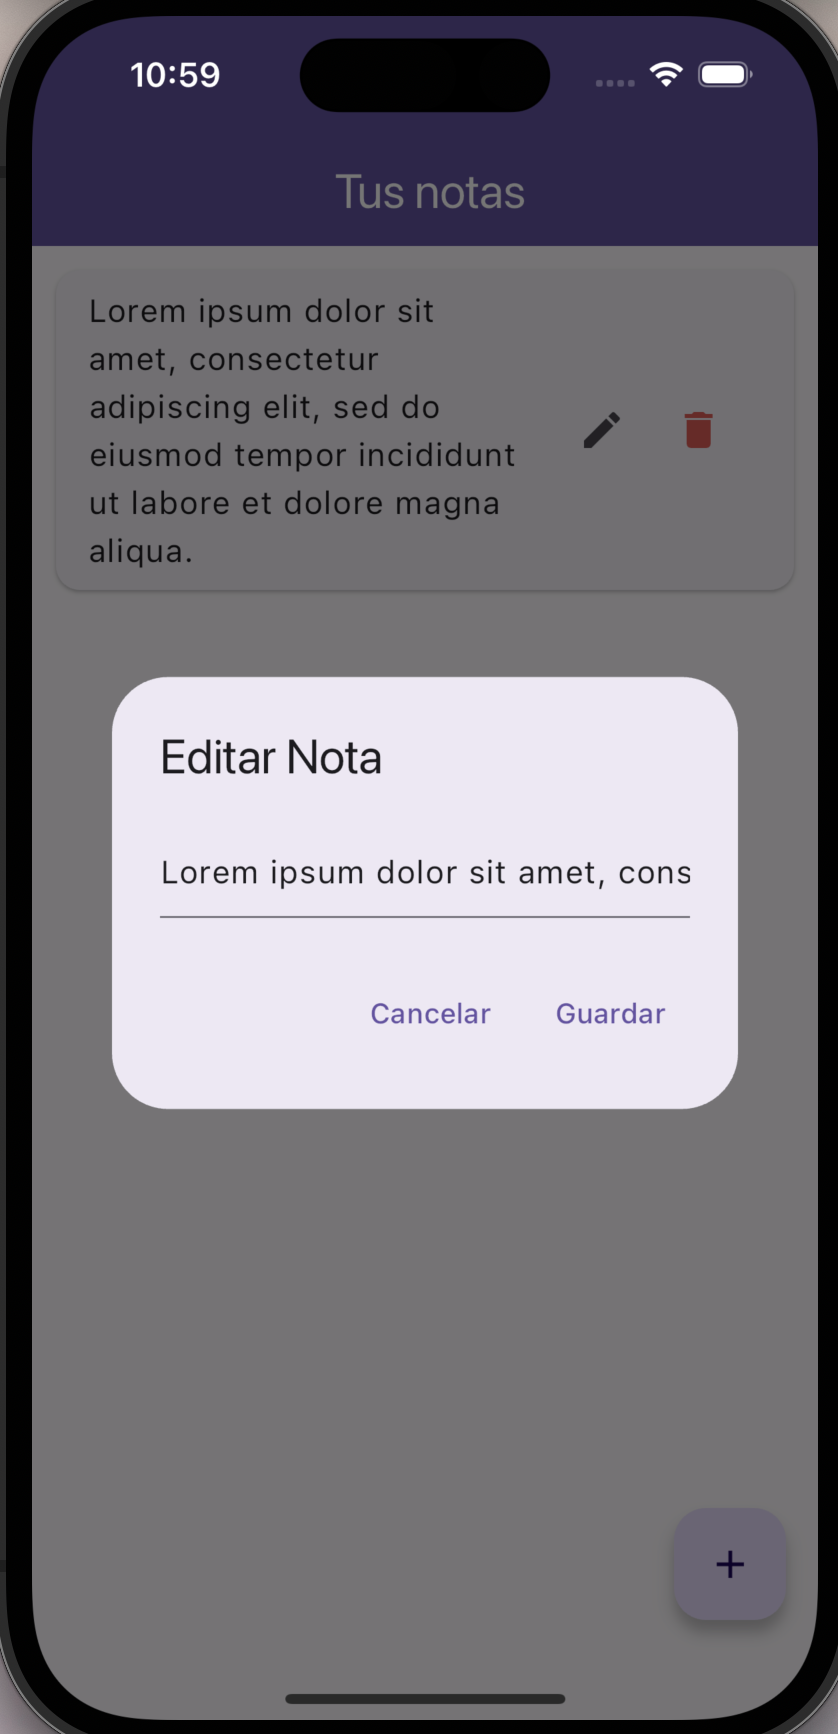 10:59
Tus notas
Lorem ipsum dolor sit
amet, consectetur
adipiscing elit, sed do
eiusmod tempor incididunt
ut labore et dolore magna
aliqua.
Editar Nota
Lorem ipsum dolor sit amet, cons
Cancelar Guardar